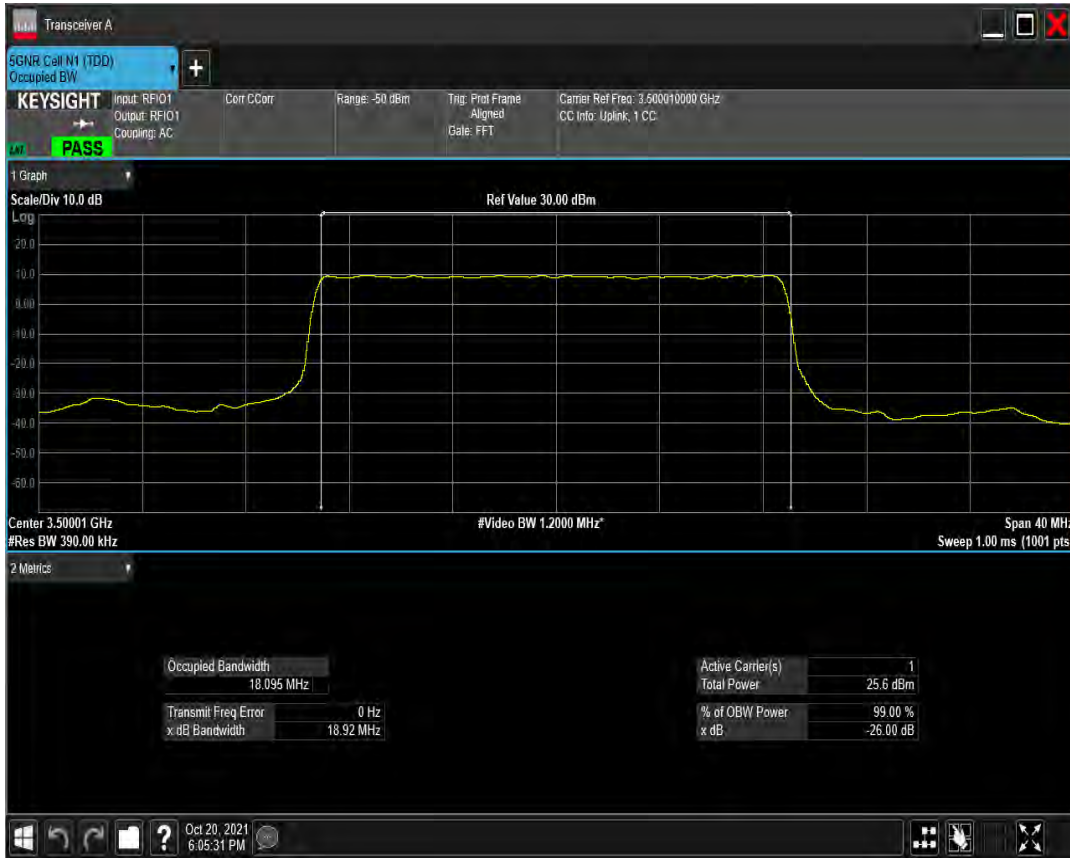 Transceiver A
5GNR Cell N1 (TDD)
Occupied BW
KEYSIGHT
PASS
Input: RFIO1
Output: RFIO1
Coupling: AC
Corr CCorr
Range: -50 dBm
Trig: Prot Frame
Aligned
Gate: FFT
Carrier Ref Freq: 3.500010000 GHz
CC Info: Uplink, 1 CC
1 Graph
Scale/Div 10.0 dB
Ref Value 30.00 dBm
Log
20.0
10.0
0.00
-10.0
-20.0
-30.0
-40.0
-50.0
-60.0
Center 3.50001 GHz
#Video BW 1.2000 MHz*
Span 40 MHz
#Res BW 390.00 kHz
Sweep 1.00 ms (1001 pts
2 Metrics
Occupied Bandwidth
18.095 MHz
Transmit Freq Error 0 Hz
x dB Bandwidth 18.92 MHz
Active Carrier(s) 1
Total Power 25.6 dBm
% of OBW Power 99.00 %
x dB -26.00 dB
?
Oct 20, 2021
6:05:31 PM